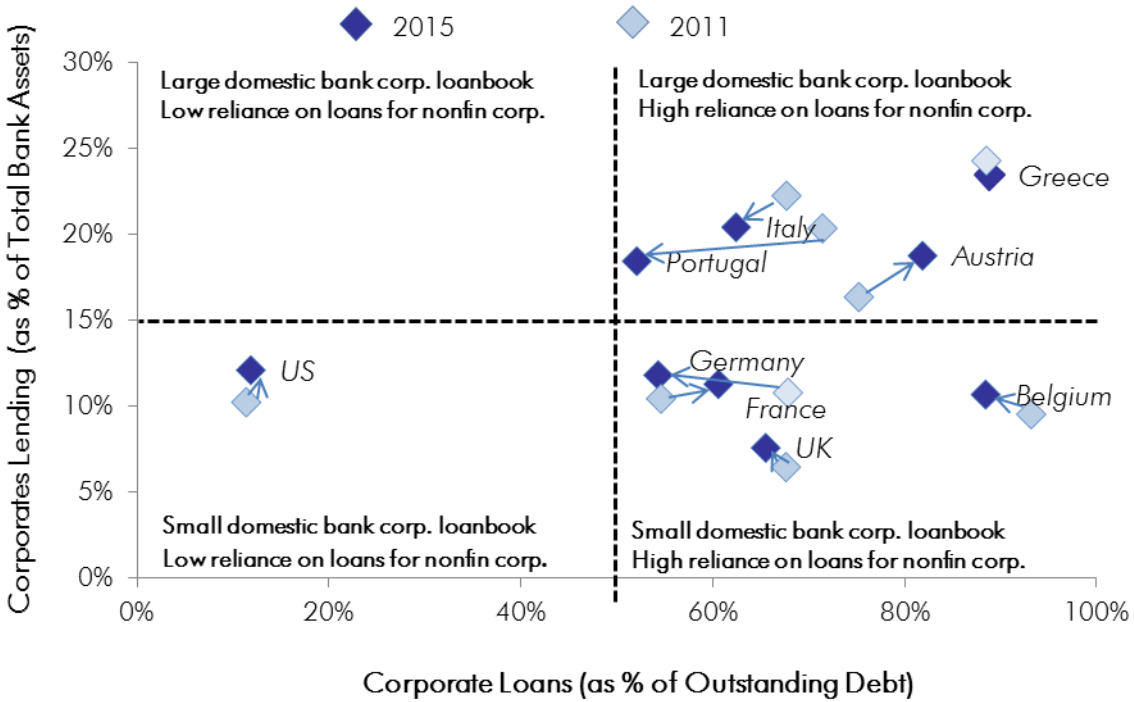 2015
2011
Corporates Lending (as % of Total Bank Assets)
30%
25%
20%
15%
10%
5%
0%
Large domestic bank corp. loanbook
Low reliance on loans for nonfin corp.
Large domestic bank corp. loanbook
High reliance on loans for nonfin corp.
Greece
Italy
Portugal
Austria
US
Germany
France
Belgium
UK
Small domestic bank corp. loanbook
Low reliance on loans for nonfin corp.
Small domestic bank corp. loanbook
High reliance on loans for nonfin corp.
0%
20%
40%
60%
80%
100%
Corporate Loans (as % of Outstanding Debt)